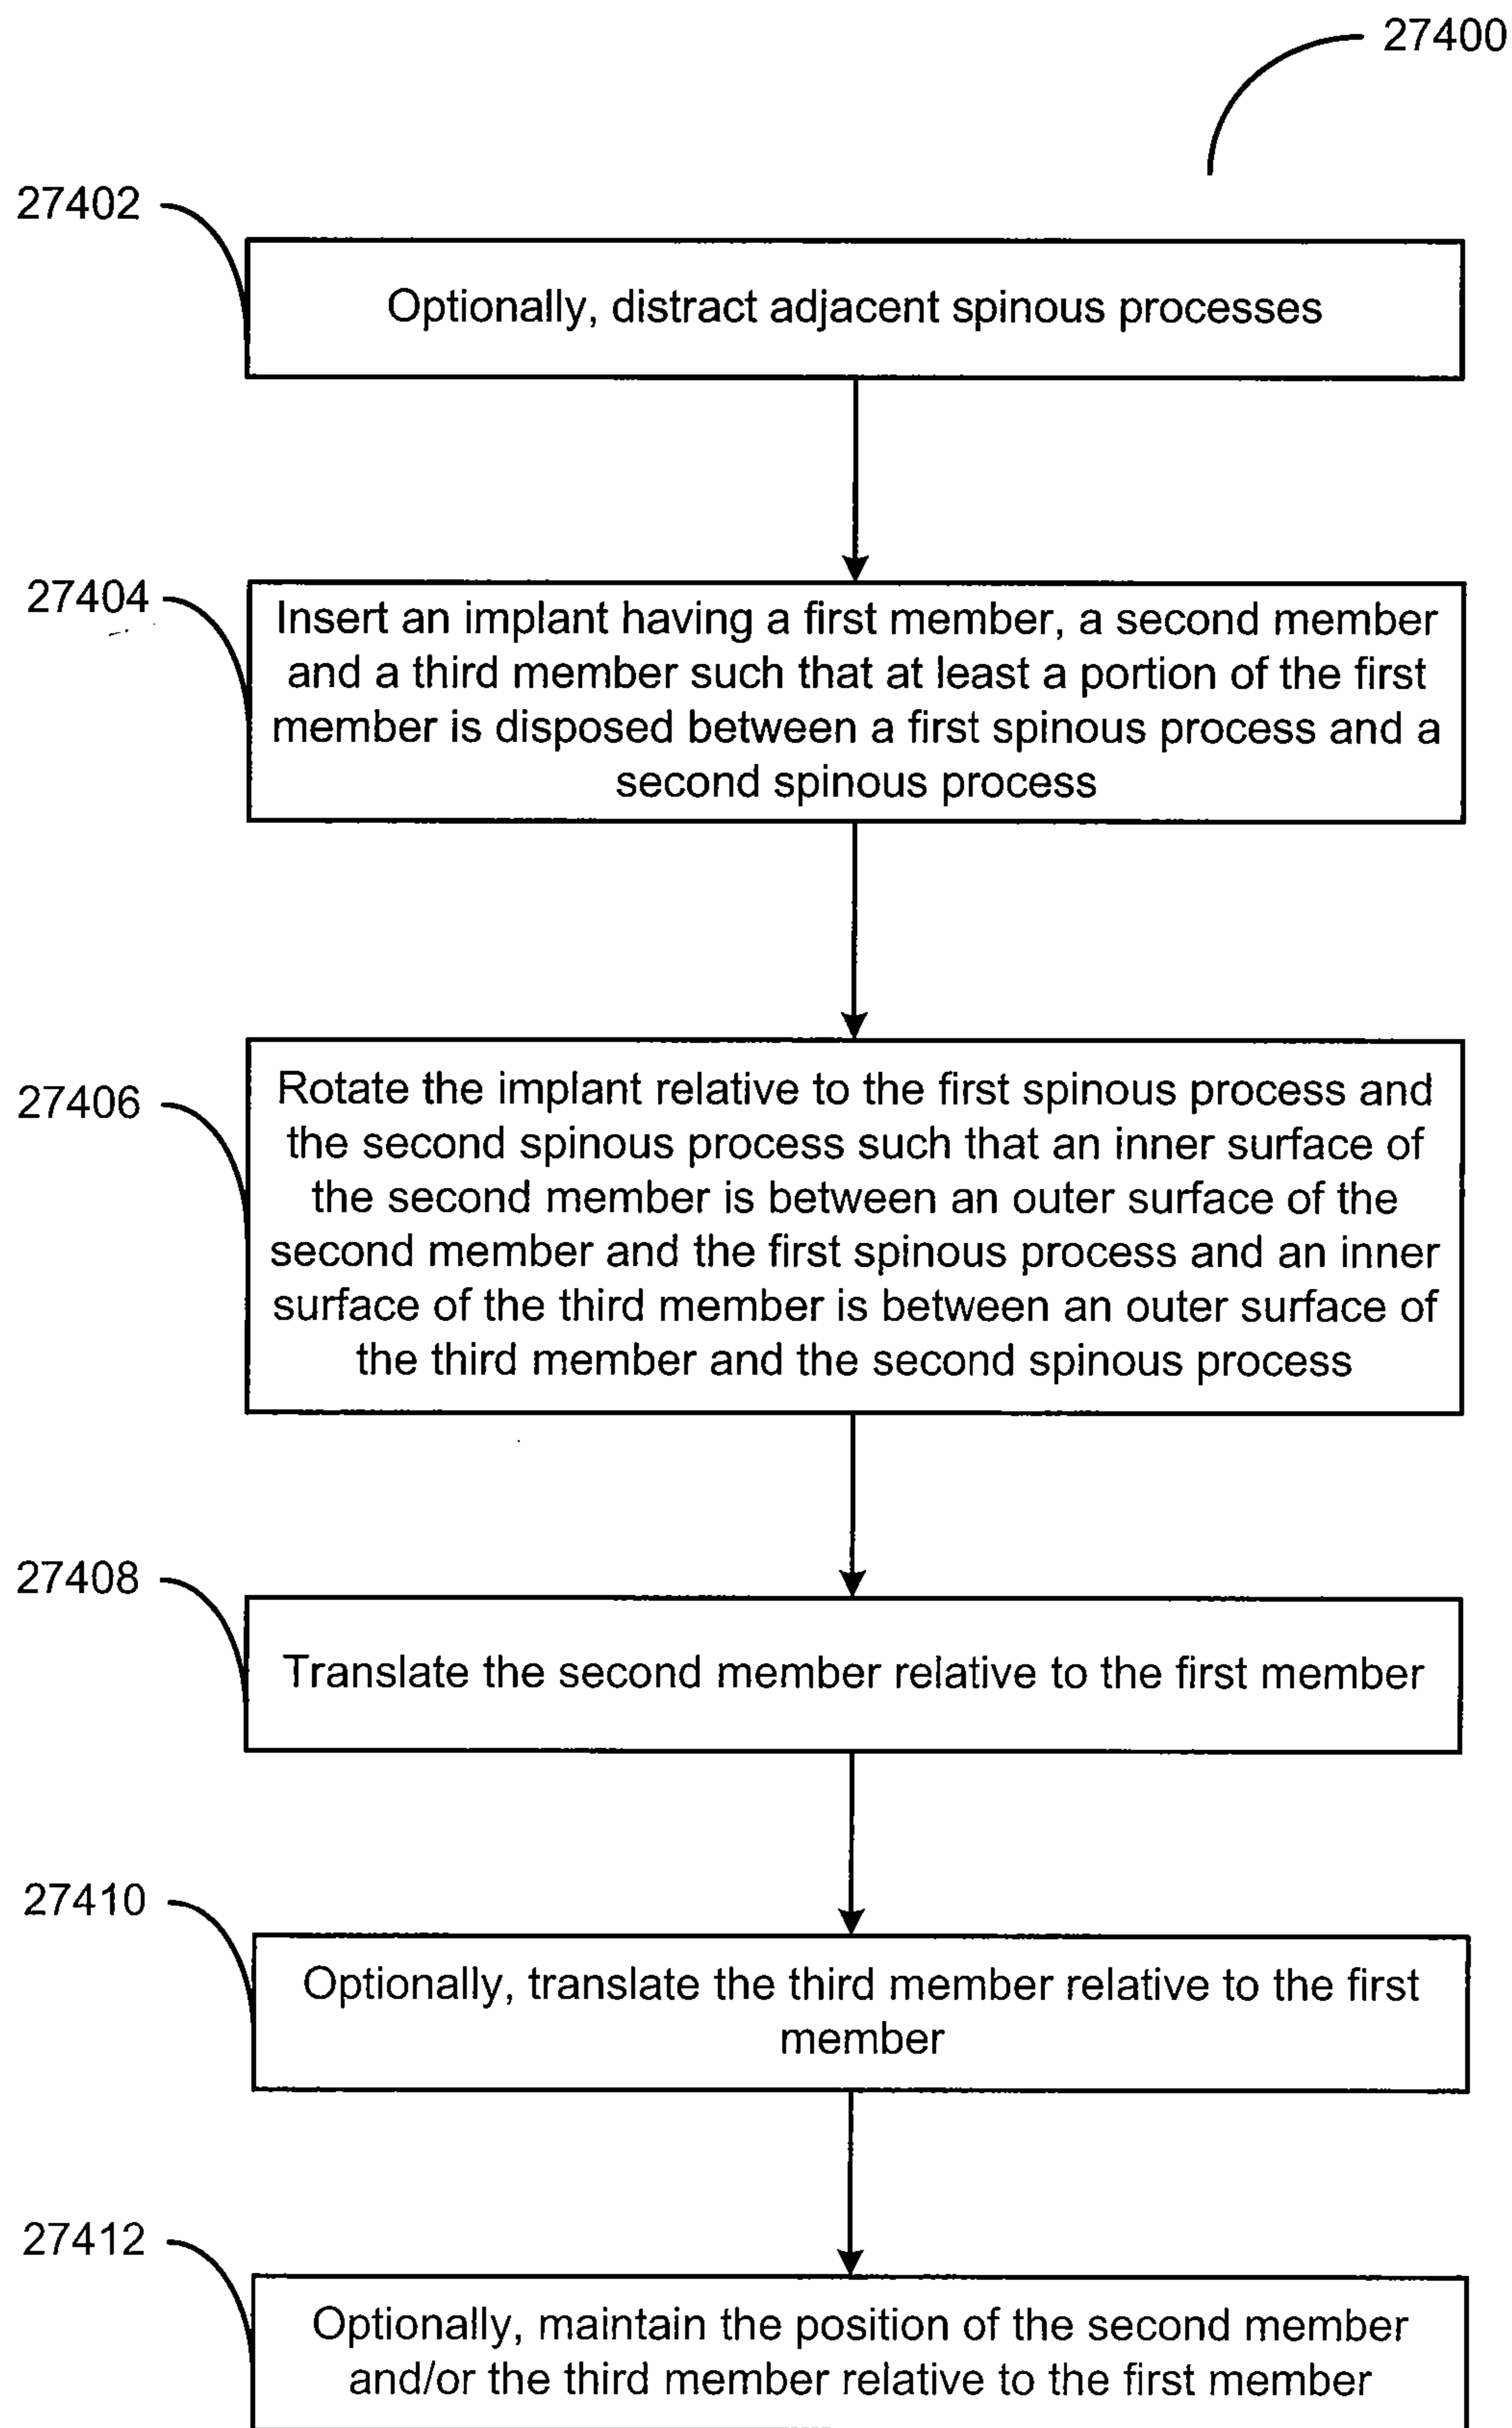 27400
27402
Optionally, distract adjacent spinous processes
27404
Insert an implant having a first member, a second member
and a third member such that at least a portion of the first
member is disposed between a first spinous process and a
second spinous process
27406
Rotate the implant relative to the first spinous process and
the second spinous process such that an inner surface of
the second member is between an outer surface of the
second member and the first spinous process and an inner
surface of the third member is between an outer surface of
the third member and the second spinous process
27408
Translate the second member relative to the first member
27410
Optionally, translate the third member relative to the first
member
27412
Optionally, maintain the position of the second member
and/or the third member relative to the first member